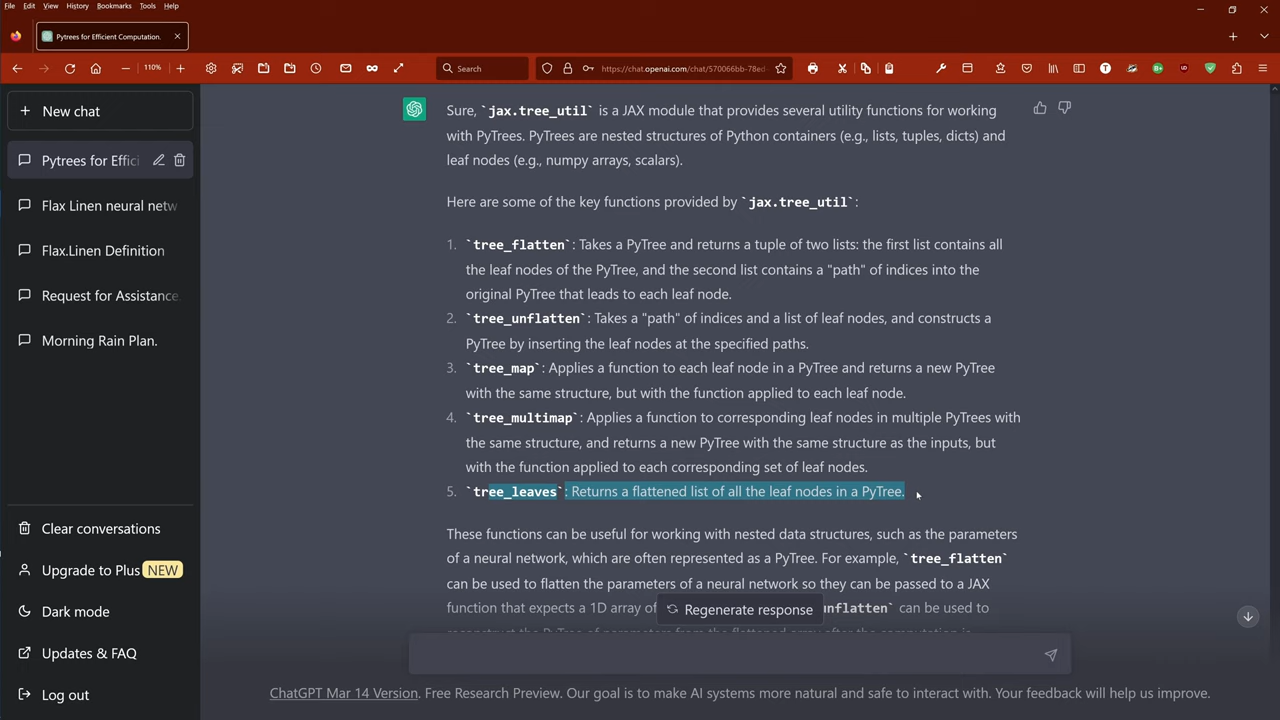 File Edit View History Bookmarks Tools Help
Pytrees for Efficient Computation.
110%
Search
https://chat.openai.com/chat/570066bb-78ed
New chat
Pytrees for Effici
Flax Linen neural netw
Flax.Linen Definition
Request for Assistance.
Morning Rain Plan.
Clear conversations
Upgrade to Plus NEW
Dark mode
Updates & FAQ
Log out
Sure, `jax.tree_util` is a JAX module that provides several utility functions for working
with PyTrees. PyTrees are nested structures of Python containers (e.g., lists, tuples, dicts) and
leaf nodes (e.g., numpy arrays, scalars).
Here are some of the key functions provided by `jax.tree_util`:
1. `tree_flatten`: Takes a PyTree and returns a tuple of two lists: the first list contains all
the leaf nodes of the PyTree, and the second list contains a "path" of indices into the
original PyTree that leads to each leaf node.
2. `tree_unflatten`: Takes a "path" of indices and a list of leaf nodes, and constructs a
PyTree by inserting the leaf nodes at the specified paths.
3. `tree_map`: Applies a function to each leaf node in a PyTree and returns a new PyTree
with the same structure, but with the function applied to each leaf node.
4. `tree_multimap`: Applies a function to corresponding leaf nodes in multiple PyTrees with
the same structure, and returns a new PyTree with the same structure as the inputs, but
with the function applied to each corresponding set of leaf nodes.
5. `tree_leaves`: Returns a flattened list of all the leaf nodes in a PyTree.
These functions can be useful for working with nested data structures, such as the parameters
of a neural network, which are often represented as a PyTree. For example, `tree_flatten`
can be used to flatten the parameters of a neural network so they can be passed to a JAX
function that expects a 1D array of unflatten` can be used to
Regenerate response
reconstruct the PyTree of parameters from the flattened array after the computation is
ChatGPT Mar 14 Version. Free Research Preview. Our goal is to make AI systems more natural and safe to interact with. Your feedback will help us improve.